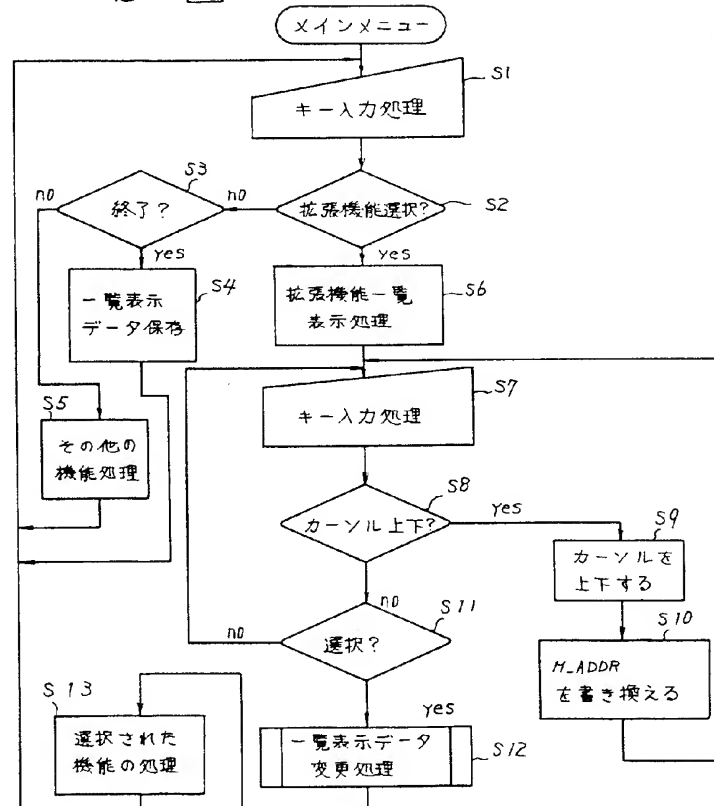 メインメニュー
S1
キー入力処理
S3
no
終了?
no
拡張機能選択?
S2
yes
yes
一覧表示
データ保存
S4
拡張機能一覧
表示処理
S6
S7
キー入力処理
S5
その他の
機能処理
S8
カーソル上下?
yes
S9
カーソルを
上下する
no
S11
no
選択?
S10
M_ADDR
を書き換える
S13
選択された
機能の処理
yes
一覧表示データ
変更処理
S12